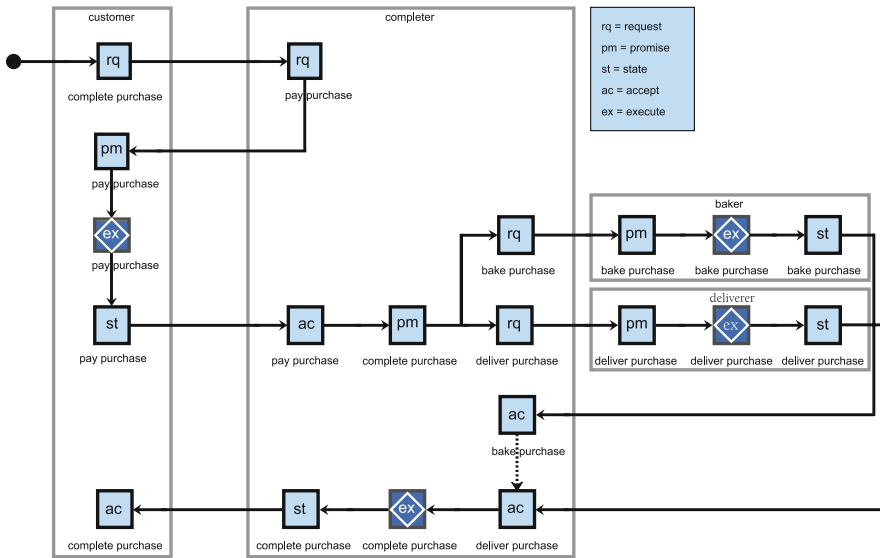 customer
completer
rq = request
pm = promise
st = state
ac = accept
ex = execute
rq
complete purchase
rq
pay purchase
pm
pay purchase
ex
pay purchase
baker
rq
bake purchase
pm
bake purchase
ex
bake purchase
st
bake purchase
deliverer
st
pay purchase
ac
pay purchase
pm
complete purchase
rq
deliver purchase
pm
deliver purchase
ex
deliver purchase
st
deliver purchase
ac
bake purchase
ac
complete purchase
st
complete purchase
ex
complete purchase
ac
deliver purchase